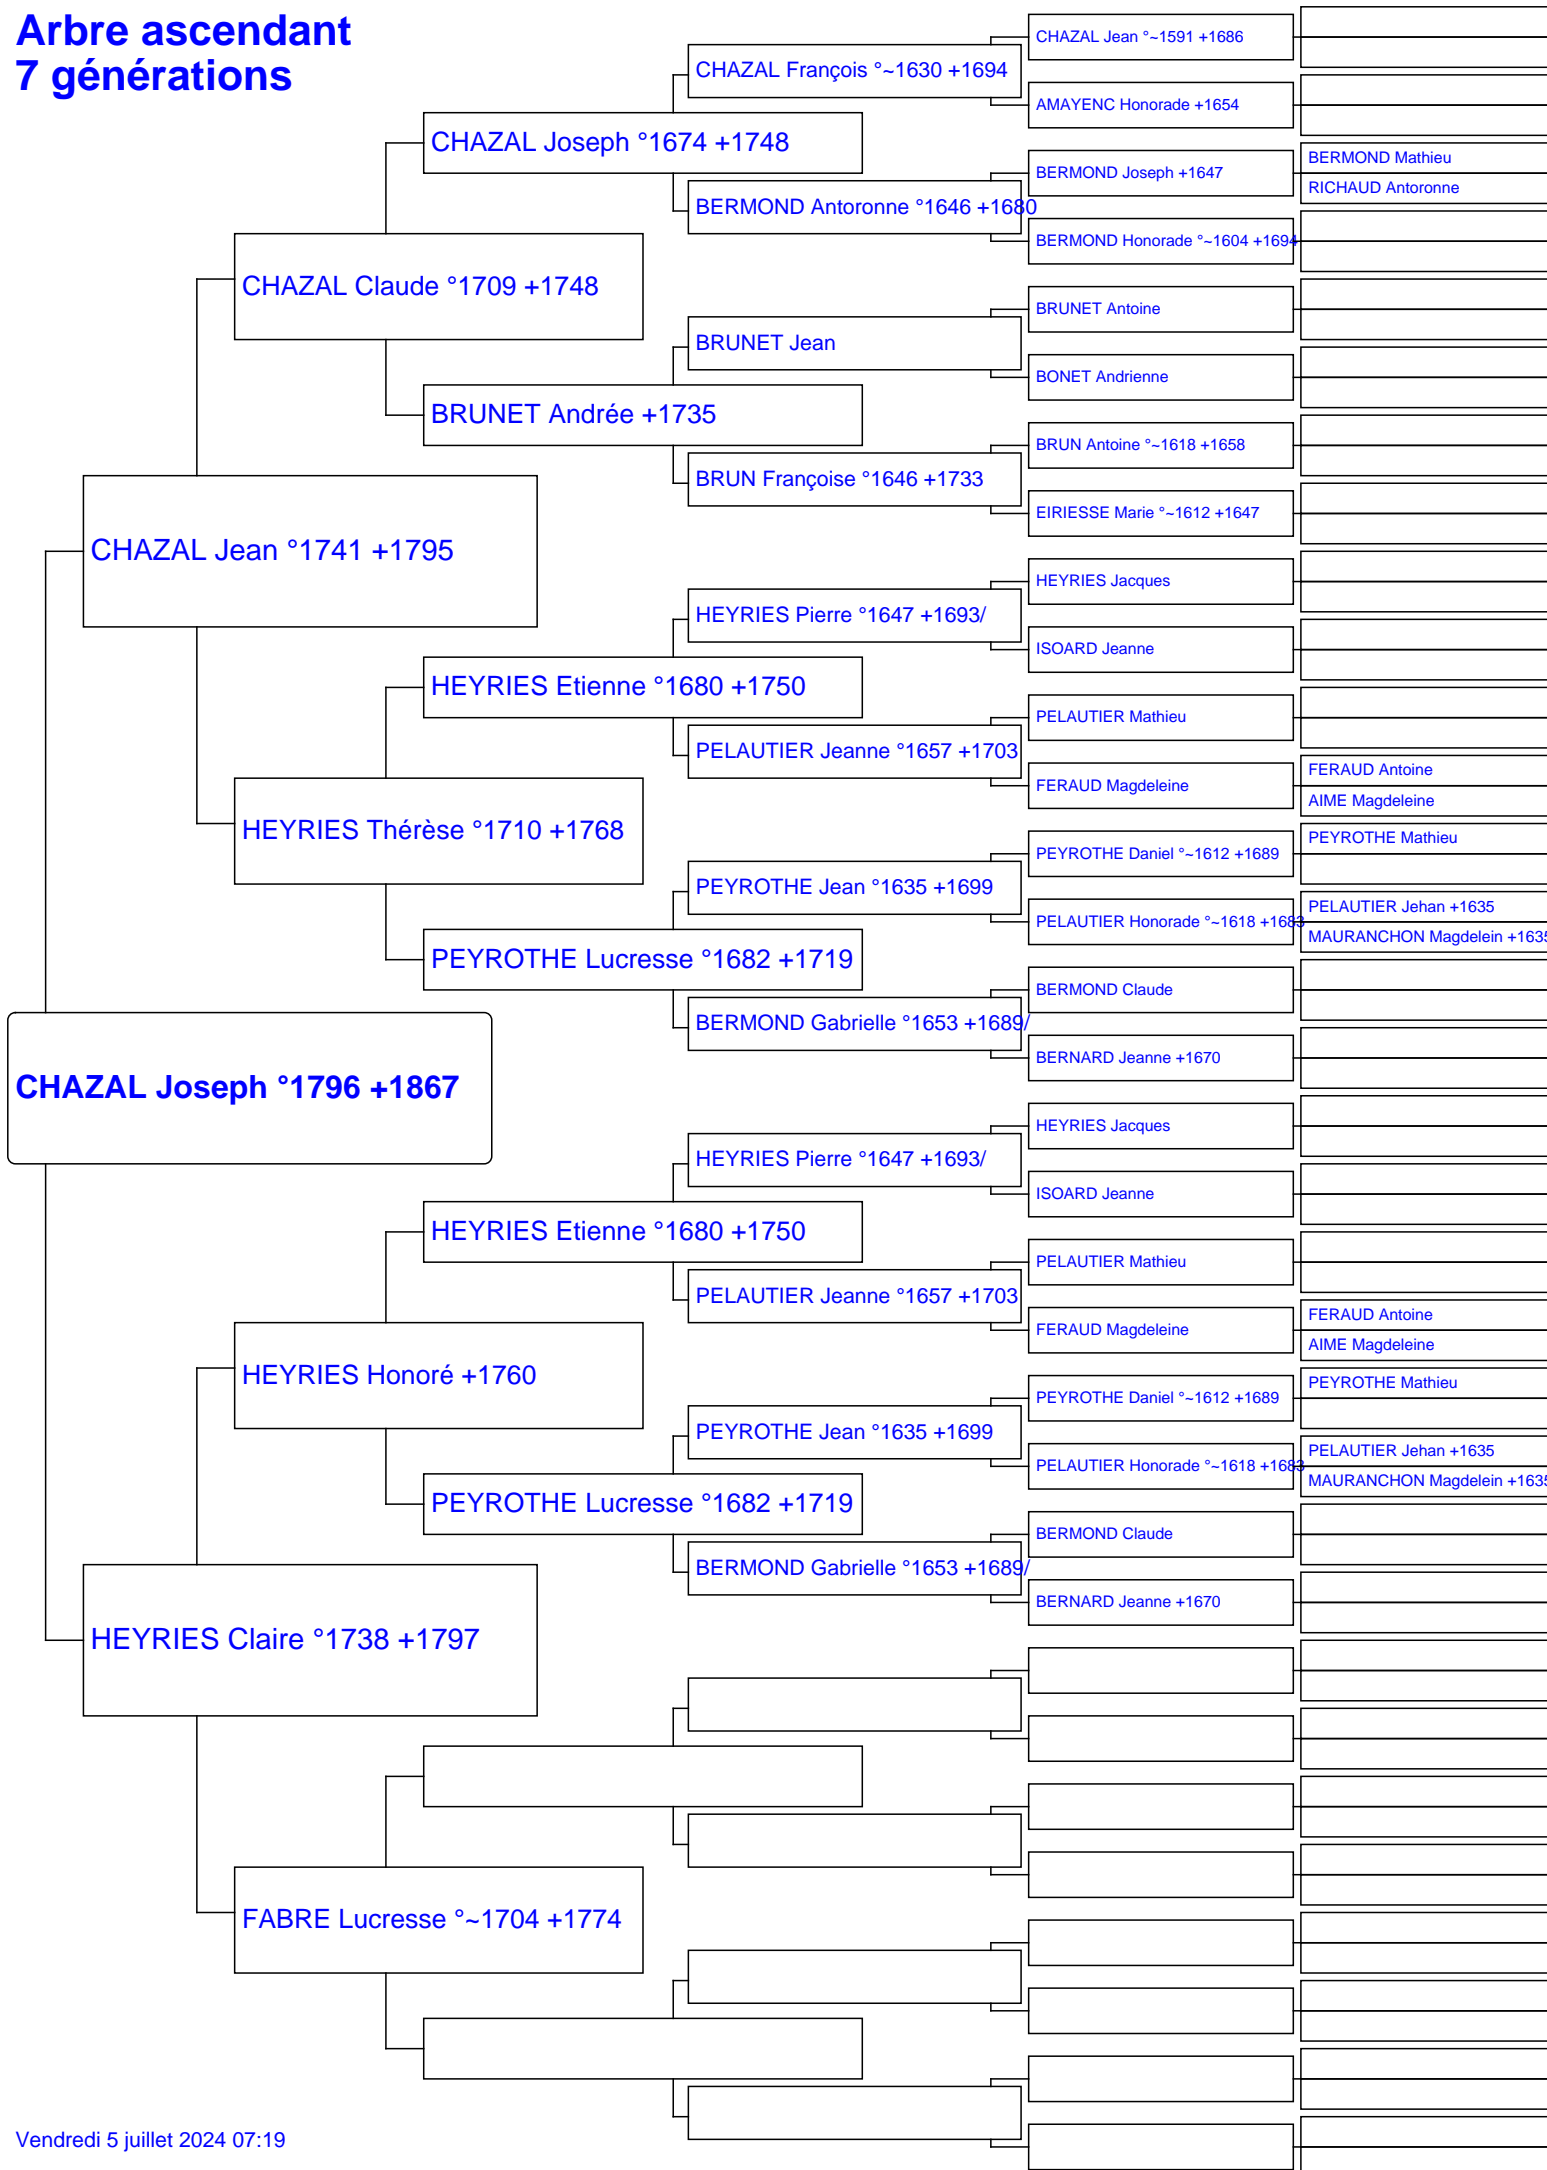 Arbre ascendant
7 générations
CHAZAL Joseph °1796 +1867
CHAZAL Jean °1741 +1795
HEYRIES Claire °1738 +1797
CHAZAL Claude °1709 +1748
HEYRIES Thérèse °1710 +1768
HEYRIES Honoré +1760
FABRE Lucresse °~1704 +1774
CHAZAL Joseph °1674 +1748
BRUNET Andrée +1735
HEYRIES Etienne °1680 +1750
PEYROTHE Lucresse °1682 +1719
HEYRIES Etienne °1680 +1750
PEYROTHE Lucresse °1682 +1719
CHAZAL François °~1630 +1694
BERMOND Antoronne °1646 +1680
BRUNET Jean
BRUN Françoise °1646 +1733
HEYRIES Pierre °1647 +1693/
PELAUTIER Jeanne °1657 +1703
PEYROTHE Jean °1635 +1699
BERMOND Gabrielle °1653 +1689/
HEYRIES Pierre °1647 +1693/
PELAUTIER Jeanne °1657 +1703
PEYROTHE Jean °1635 +1699
BERMOND Gabrielle °1653 +1689/
CHAZAL Jean °~1591 +1686
AMAYENC Honorade +1654
BERMOND Joseph +1647
BERMOND Honorade °~1604 +1694
BRUNET Antoine
BONET Andrienne
BRUN Antoine °~1618 +1658
EIRIESSE Marie °~1612 +1647
HEYRIES Jacques
ISOARD Jeanne
PELAUTIER Mathieu
FERAUD Magdeleine
PEYROTHE Daniel °~1612 +1689
PELAUTIER Honorade °~1618 +1683
BERMOND Claude
BERNARD Jeanne +1670
HEYRIES Jacques
ISOARD Jeanne
PELAUTIER Mathieu
FERAUD Magdeleine
PEYROTHE Daniel °~1612 +1689
PELAUTIER Honorade °~1618 +1683
BERMOND Claude
BERNARD Jeanne +1670
BERMOND Mathieu
RICHAUD Antoronne
FERAUD Antoine
AIME Magdeleine
PEYROTHE Mathieu
PELAUTIER Jehan +1635
MAURANCHON Magdelein +1635
FERAUD Antoine
AIME Magdeleine
PEYROTHE Mathieu
PELAUTIER Jehan +1635
MAURANCHON Magdelein +1635
Vendredi 5 juillet 2024 07:19